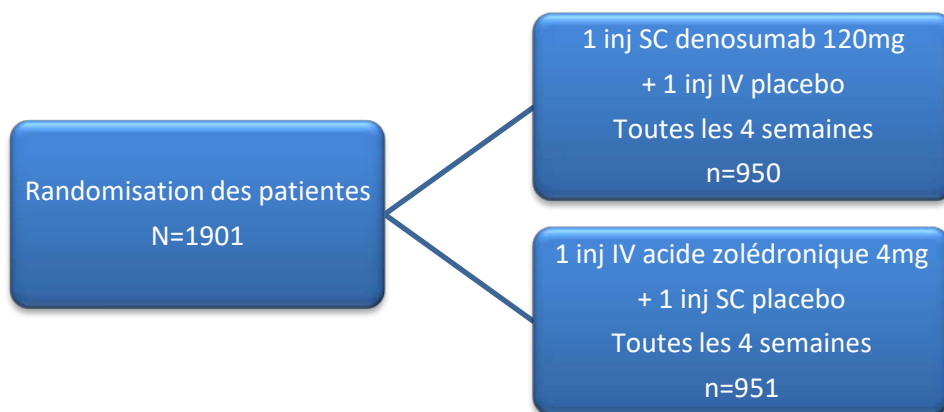 Randomisation des patientes
N=1901
1 inj SC denosumab 120mg
+ 1 inj IV placebo
Toutes les 4 semaines
n=950
1 inj IV acide zolédronique 4mg
+ 1 inj SC placebo
Toutes les 4 semaines
n=951